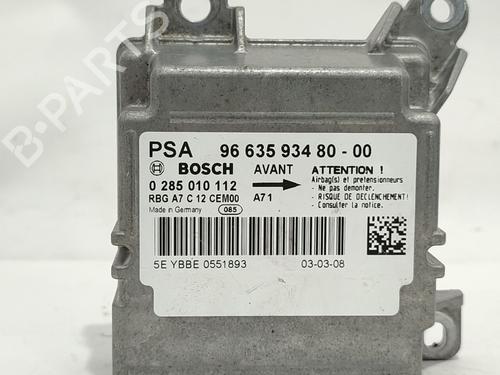 PSA 96 635 934 80 - 00
BOSCH AVANT ATTENTION !
Airbag(s) et pretensionneurs
0 285 010 112 - Ne pas demonter.
RBG A7 C 12 CEM00 A71 - RISQUE DE DECLENCHEMENT!
Made in Germany 085 - Consulter la notice.
5E YBBE 0551893 03-03-08
B-PARTS